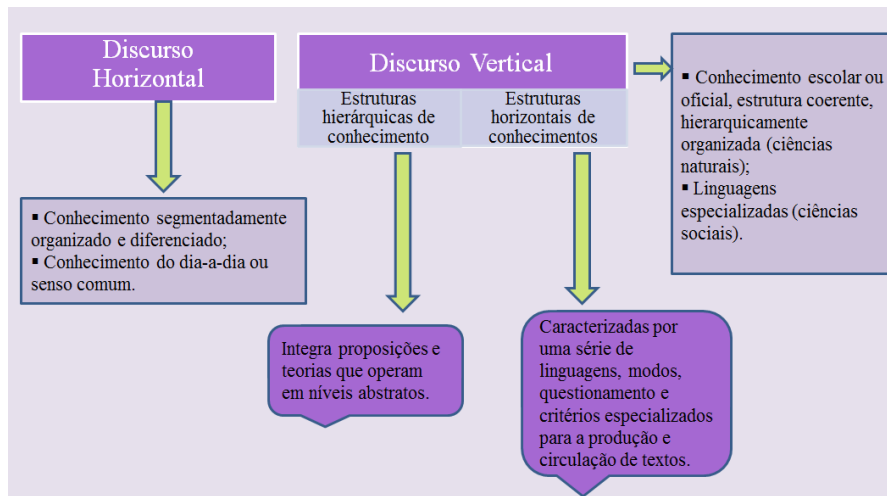 Discurso
Horizontal
Discurso Vertical
Estruturas
hierárquicas de
conhecimento
Estruturas
horizontais de
conhecimentos
▪ Conhecimento escolar ou
oficial, estrutura coerente,
hierarquicamente
organizada (ciências
naturais);
▪ Linguagens
especializadas (ciências
sociais).
▪ Conhecimento segmentadamente
organizado e diferenciado;
▪ Conhecimento do dia-a-dia ou
senso comum.
Integra proposições e
teorias que operam
em níveis abstratos.
Caracterizadas por
uma série de
linguagens, modos,
questionamento e
critérios especializados
para a produção e
circulação de textos.